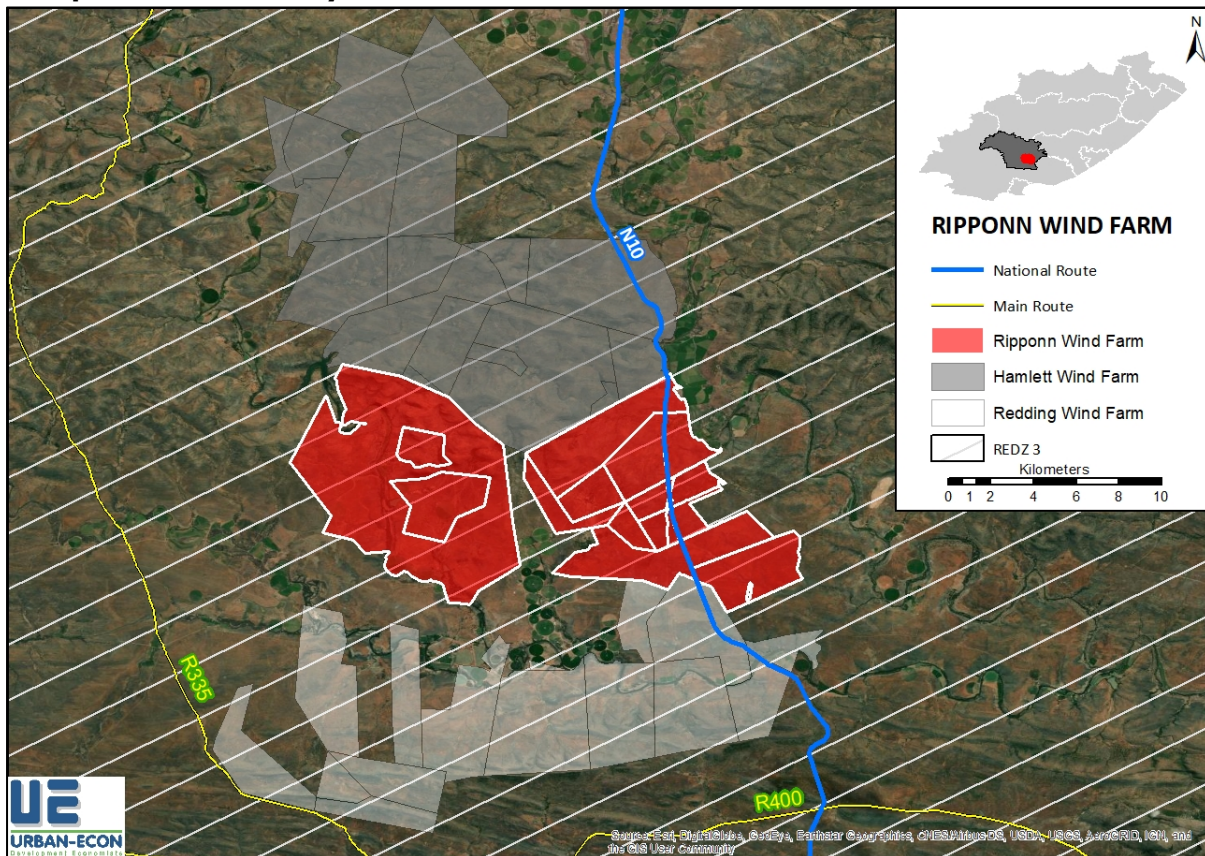 N
RIPPONN WIND FARM
National Route
Main Route
Ripponn Wind Farm
Hamlett Wind Farm
Redding Wind Farm
REDZ 3
Kilometers
0 1 2 4 6 8 10
N10
R335
R400
UE
URBAN-ECON
Development Economists
Source: Esri, DigitalGlobe, GeoEye, Earthstar Geographics, CNES/Airbus DS, USDA, USGS, AeroGRID, IGN, and
the GIS User Community